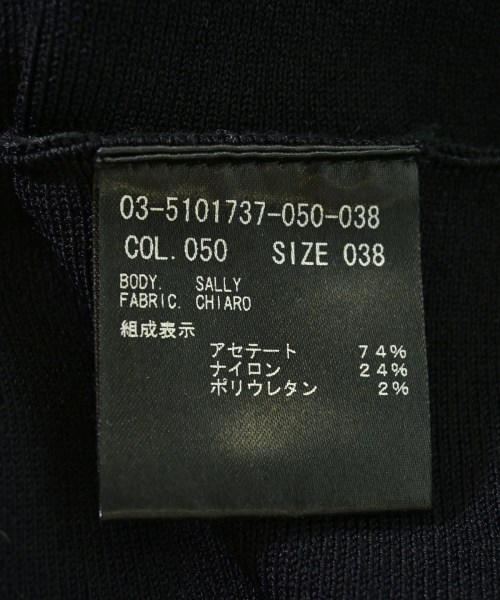 03-5101737-050-038
COL. 050 SIZE 038
BODY. SALLY
FABRIC. CHIARO
組成表示
アセテート 74%
ナイロン 24%
ポリウレタン 2%